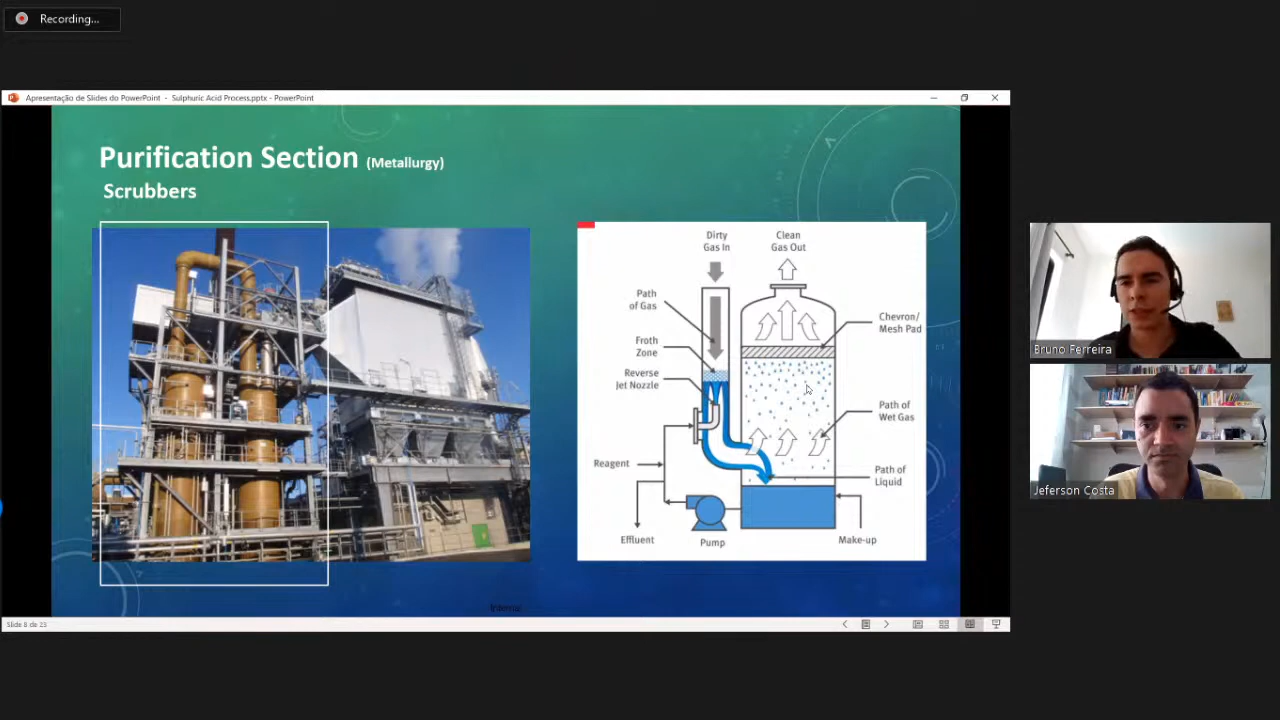 Recording...
Apresentação de Slides do PowerPoint - Sulphuric Acid Process.pptx - PowerPoint
Purification Section (Metallurgy)
Scrubbers
Dirty
Gas In
Clean
Gas Out
Path
of Gas
Froth
Zone
Reverse
Jet Nozzle
Chevron/
Mesh Pad
Path of
Wet Gas
Reagent
Path of
Liquid
Effluent
Pump
Make-up
Internal
Slide 8 de 23
Bruno Ferreira
Jeferson Costa